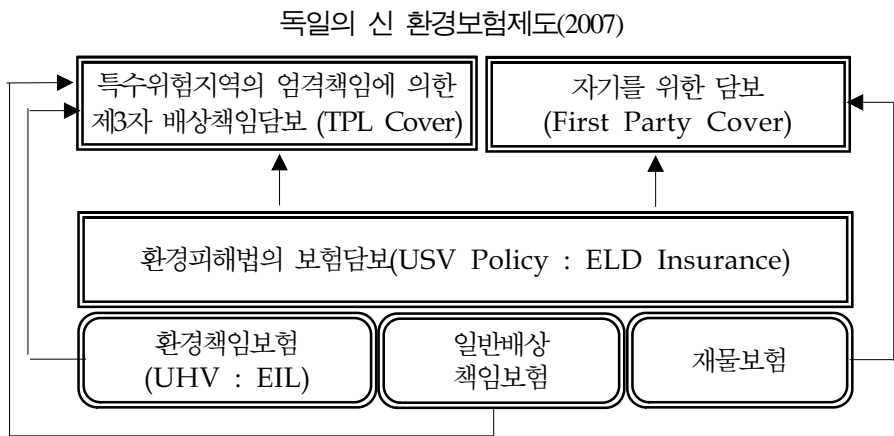 독일의 신 환경보험제도(2007)
특수위험지역의 엄격책임에 의한
제3자 배상책임담보 (TPL Cover)
자기를 위한 담보
(First Party Cover)
환경피해법의 보험담보(USV Policy : ELD Insurance)
환경책임보험
(UHV : EIL)
일반배상
책임보험
재물보험